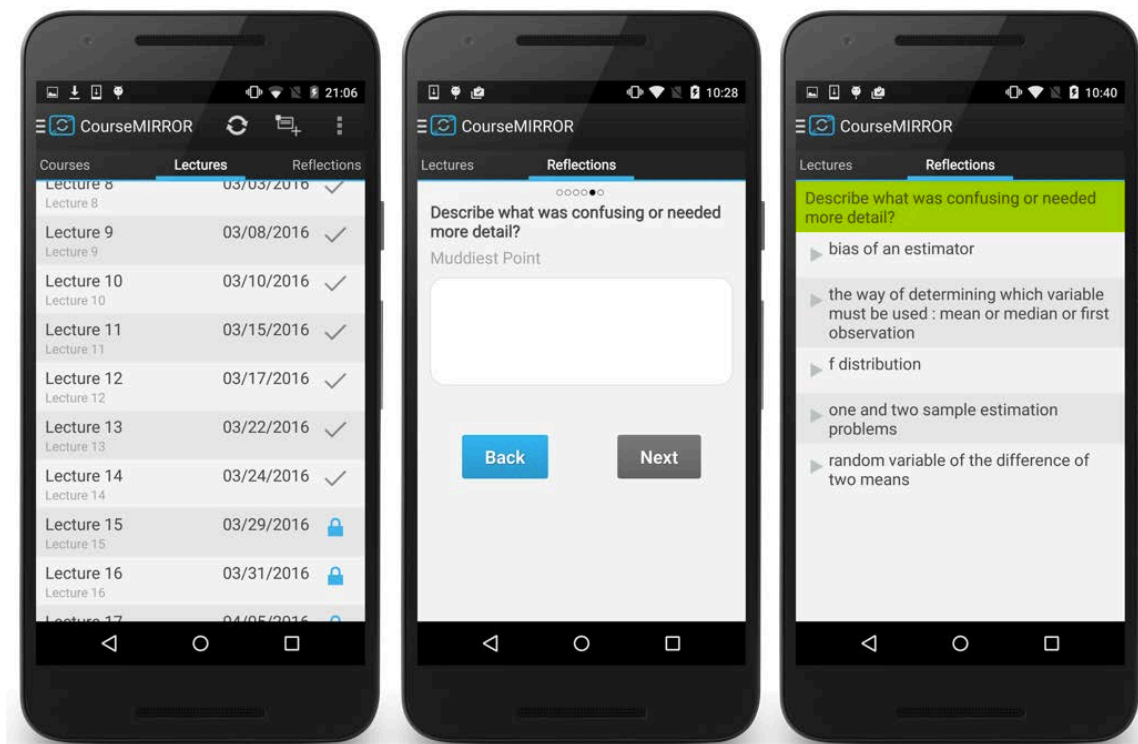 21:06
CourseMIRROR
Courses
Lectures
Reflections
Lecture 8 03/03/2016
Lecture 8
Lecture 9 03/08/2016
Lecture 9
Lecture 10 03/10/2016
Lecture 10
Lecture 11 03/15/2016
Lecture 11
Lecture 12 03/17/2016
Lecture 12
Lecture 13 03/22/2016
Lecture 13
Lecture 14 03/24/2016
Lecture 14
Lecture 15 03/29/2016
Lecture 15
Lecture 16 03/31/2016
Lecture 16
Lecture 17 04/05/2016
10:28
CourseMIRROR
Lectures
Reflections
Describe what was confusing or needed
more detail?
Muddiest Point
Back
Next
10:40
CourseMIRROR
Lectures
Reflections
Describe what was confusing or needed
more detail?
bias of an estimator
the way of determining which variable
must be used : mean or median or first
observation
f distribution
one and two sample estimation
problems
random variable of the difference of
two means